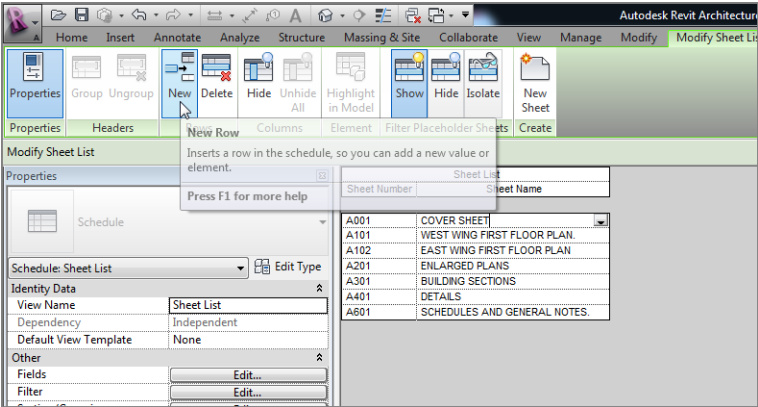 Autodesk Revit Architectur
Home Insert Annotate Analyze Structure Massing & Site Collaborate View Manage Modify Modify Sheet Li
Properties Group Ungroup New Delete Hide Unhide All Highlight in Model Show Hide Isolate New Sheet
Properties Headers Rows Columns Element Filter Placeholder Sheets Create
New Row
Inserts a row in the schedule, so you can add a new value or
element.
Press F1 for more help
Modify Sheet List
Properties
Schedule
Schedule: Sheet List Edit Type
Identity Data
View Name Sheet List
Dependency Independent
Default View Template None
Other
Fields Edit...
Filter Edit...
Sheet List
Sheet Number Sheet Name
A001 COVER SHEET
A101 WEST WING FIRST FLOOR PLAN.
A102 EAST WING FIRST FLOOR PLAN
A201 ENLARGED PLANS
A301 BUILDING SECTIONS
A401 DETAILS
A601 SCHEDULES AND GENERAL NOTES.